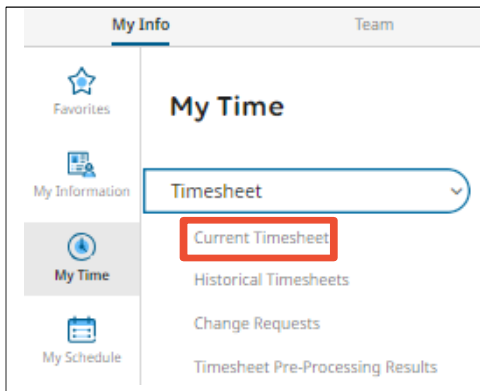 My Info
Team
Favorites
My Time
My Information
Timesheet
Current Timesheet
My Time
Historical Timesheets
Change Requests
My Schedule
Timesheet Pre-Processing Results